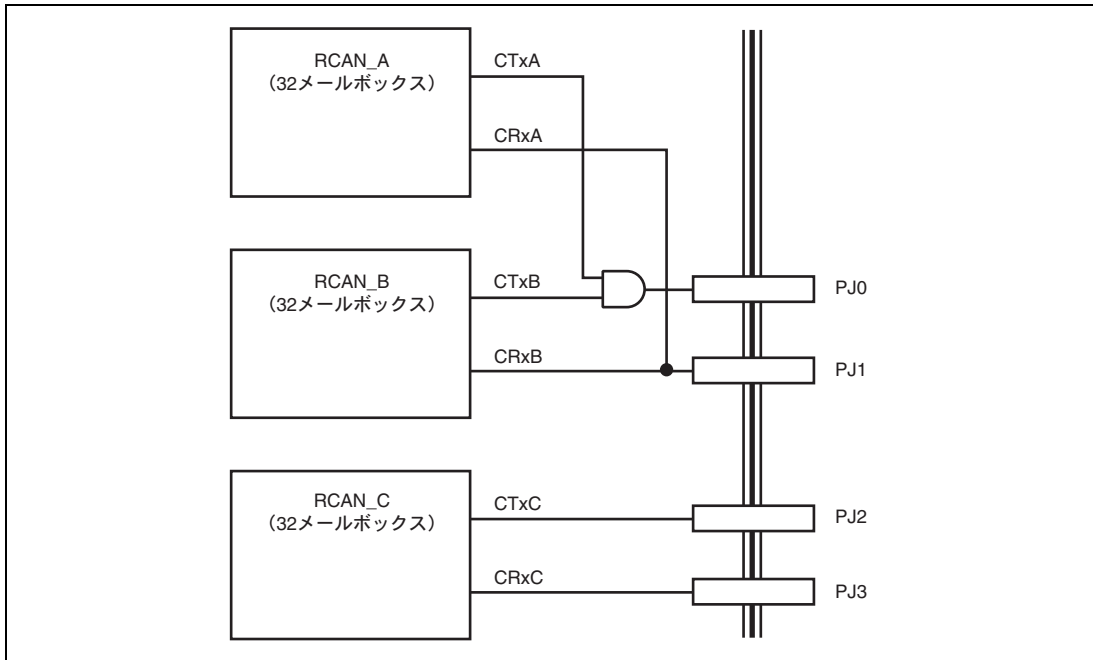 RCAN_A
（32メールボックス）
CTxA
CRxA
RCAN_B
（32メールボックス）
CTxB
CRxB
PJ0
PJ1
RCAN_C
（32メールボックス）
CTxC
CRxC
PJ2
PJ3